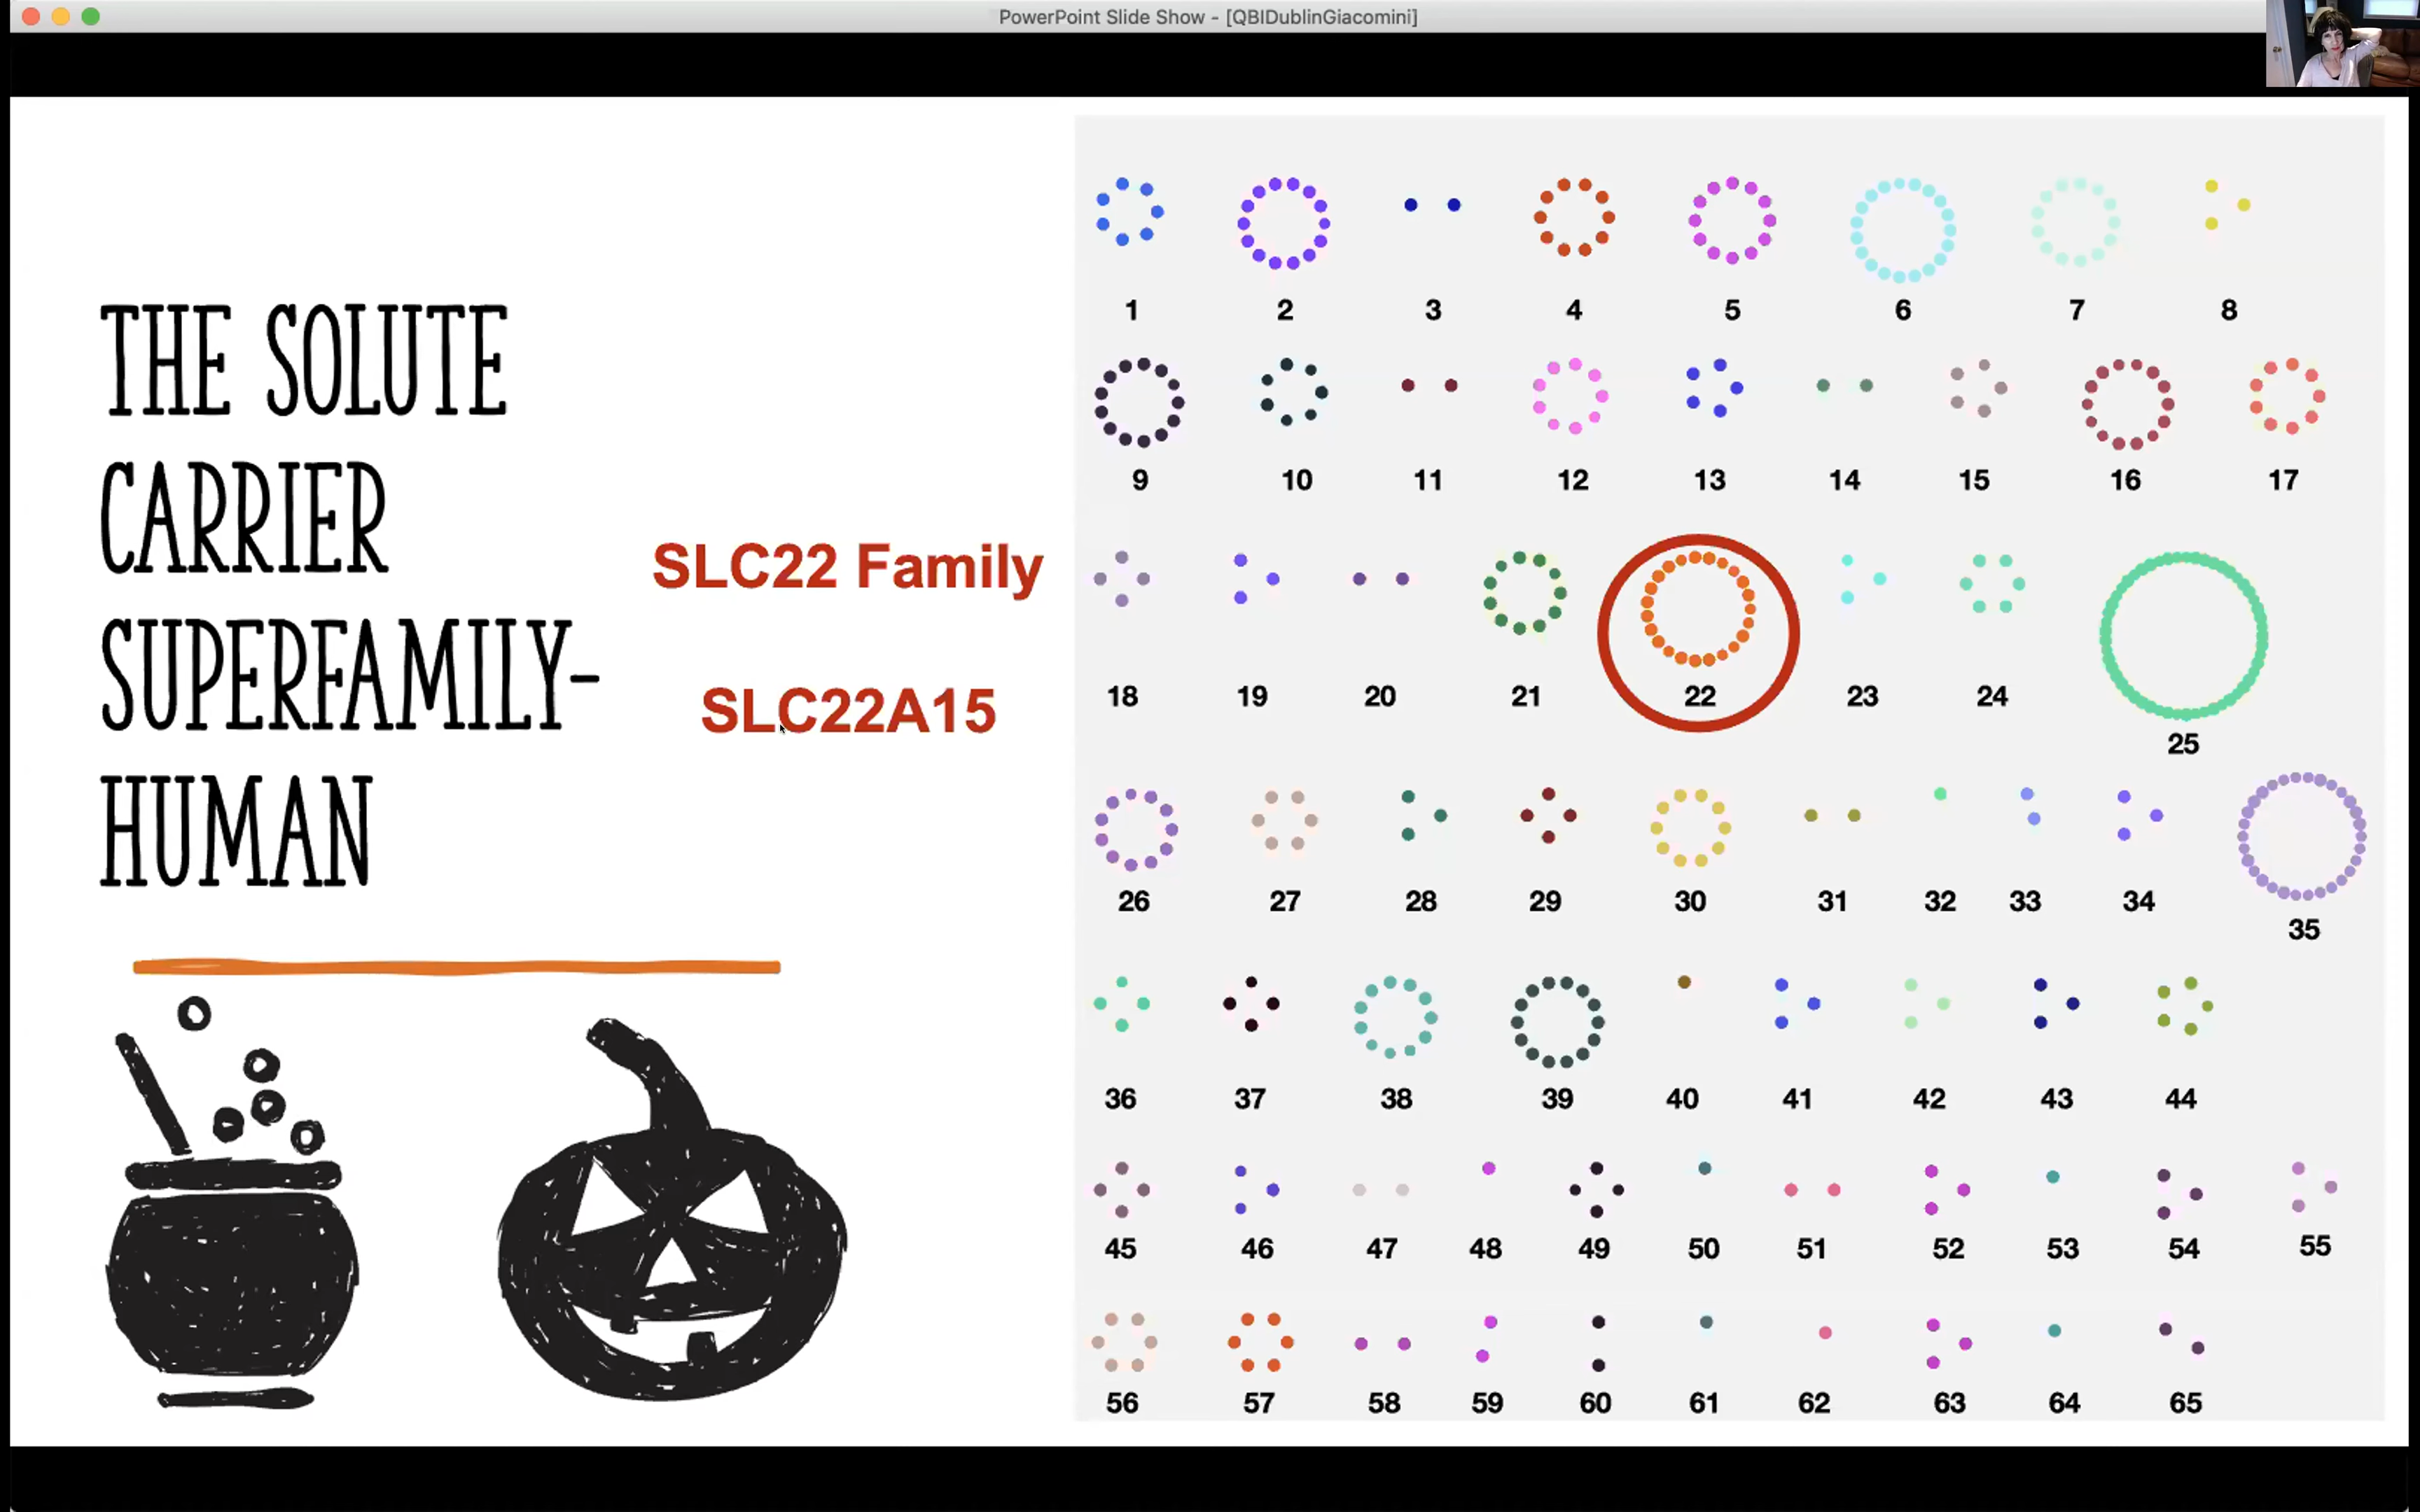 PowerPoint Slide Show - [QBIDublinGiacomini]
THE SOLUTE
CARRIER
SUPERFAMILY-
HUMAN
SLC22 Family
SLC22A15
1 2 3 4 5 6 7 8
9 10 11 12 13 14 15 16 17
18 19 20 21 22 23 24 25
26 27 28 29 30 31 32 33 34 35
36 37 38 39 40 41 42 43 44
45 46 47 48 49 50 51 52 53 54 55
56 57 58 59 60 61 62 63 64 65